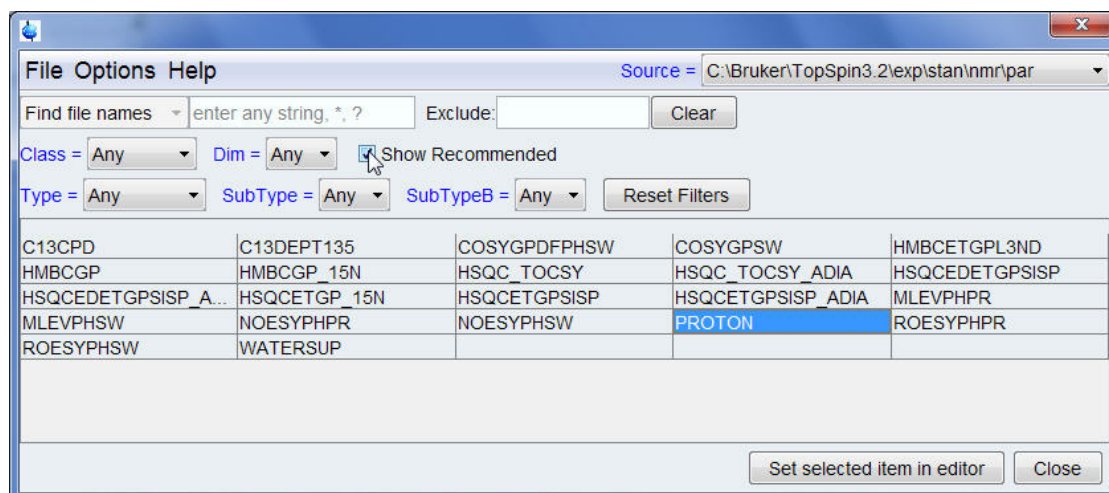 File Options Help Source = C:\Bruker\TopSpin3.2\exp\stan\nmr\par
Find file names enter any string, *, ? Exclude: Clear
Class = Any Dim = Any Show Recommended
Type = Any SubType = Any SubTypeB = Any Reset Filters
C13CPD C13DEPT135 COSYGPDFPHSW COSYGPSW HMBCETGPL3ND
HMBCGP HMBCGP_15N HSQC_TOCSY HSQC_TOCSY_ADIA HSQCEDETGPSISP
HSQCEDETGPSISP_A... HSQCETGP_15N HSQCETGPSISP HSQCETGPSISP_ADIA MLEVPHPR
MLEVPHSW NOESYPHPR NOESYPHSW PROTON ROESYPHPR
ROESYPHSW WATERSUP
Set selected item in editor Close